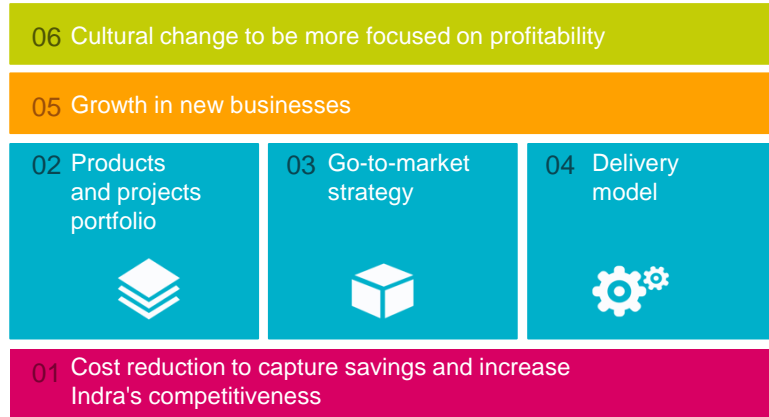 06 Cultural change to be more focused on profitability
05 Growth in new businesses
02 Products
and projects
portfolio
03 Go-to-market
strategy
04 Delivery
model
01 Cost reduction to capture savings and increase
Indra's competitiveness